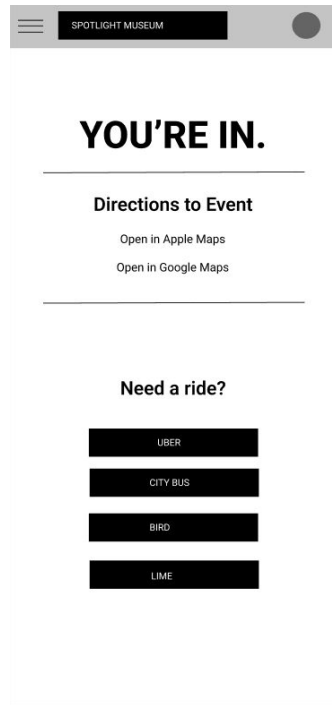 SPOTLIGHT MUSEUM
YOU’RE IN.
Directions to Event
Open in Apple Maps
Open in Google Maps
Need a ride?
UBER
CITY BUS
BIRD
LIME